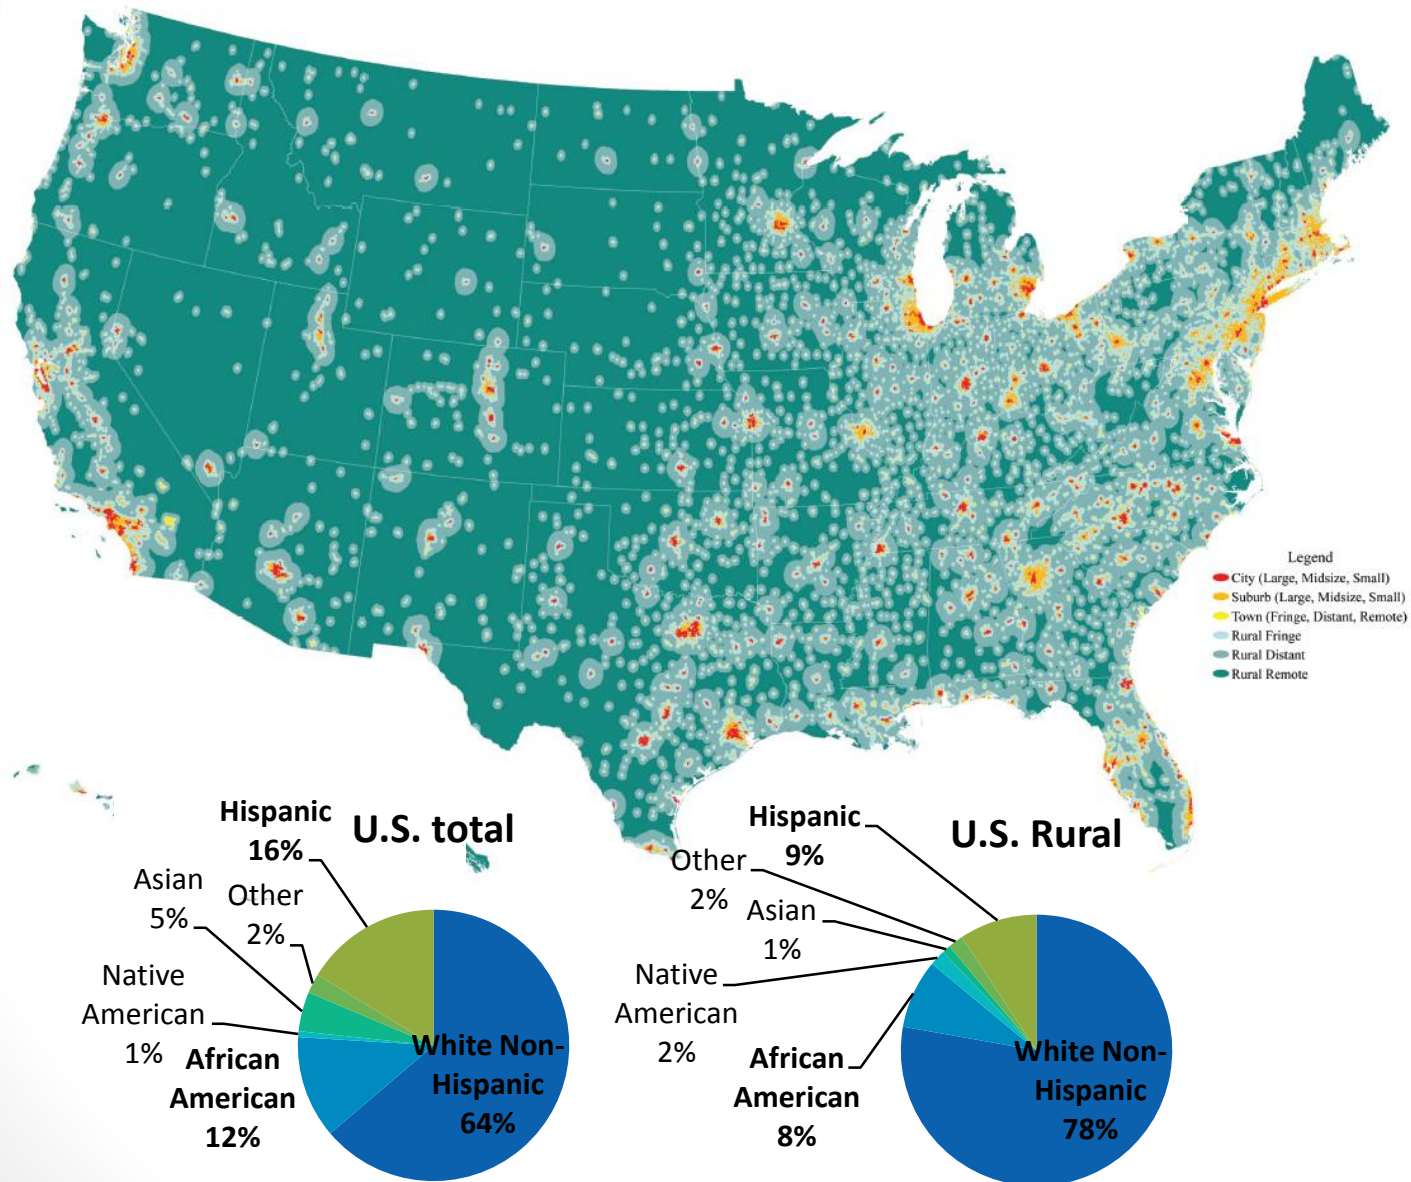 Legend
City (Large, Midsize, Small)
Suburb (Large, Midsize, Small)
Town (Fringe, Distant, Remote)
Rural Fringe
Rural Distant
Rural Remote
U.S. total
Hispanic
16%
Asian
5%
Other
2%
Native
American
1%
African
American
12%
White Non-
Hispanic
64%
U.S. Rural
Hispanic
9%
Other
2%
Asian
1%
Native
American
2%
African
American
8%
White Non-
Hispanic
78%